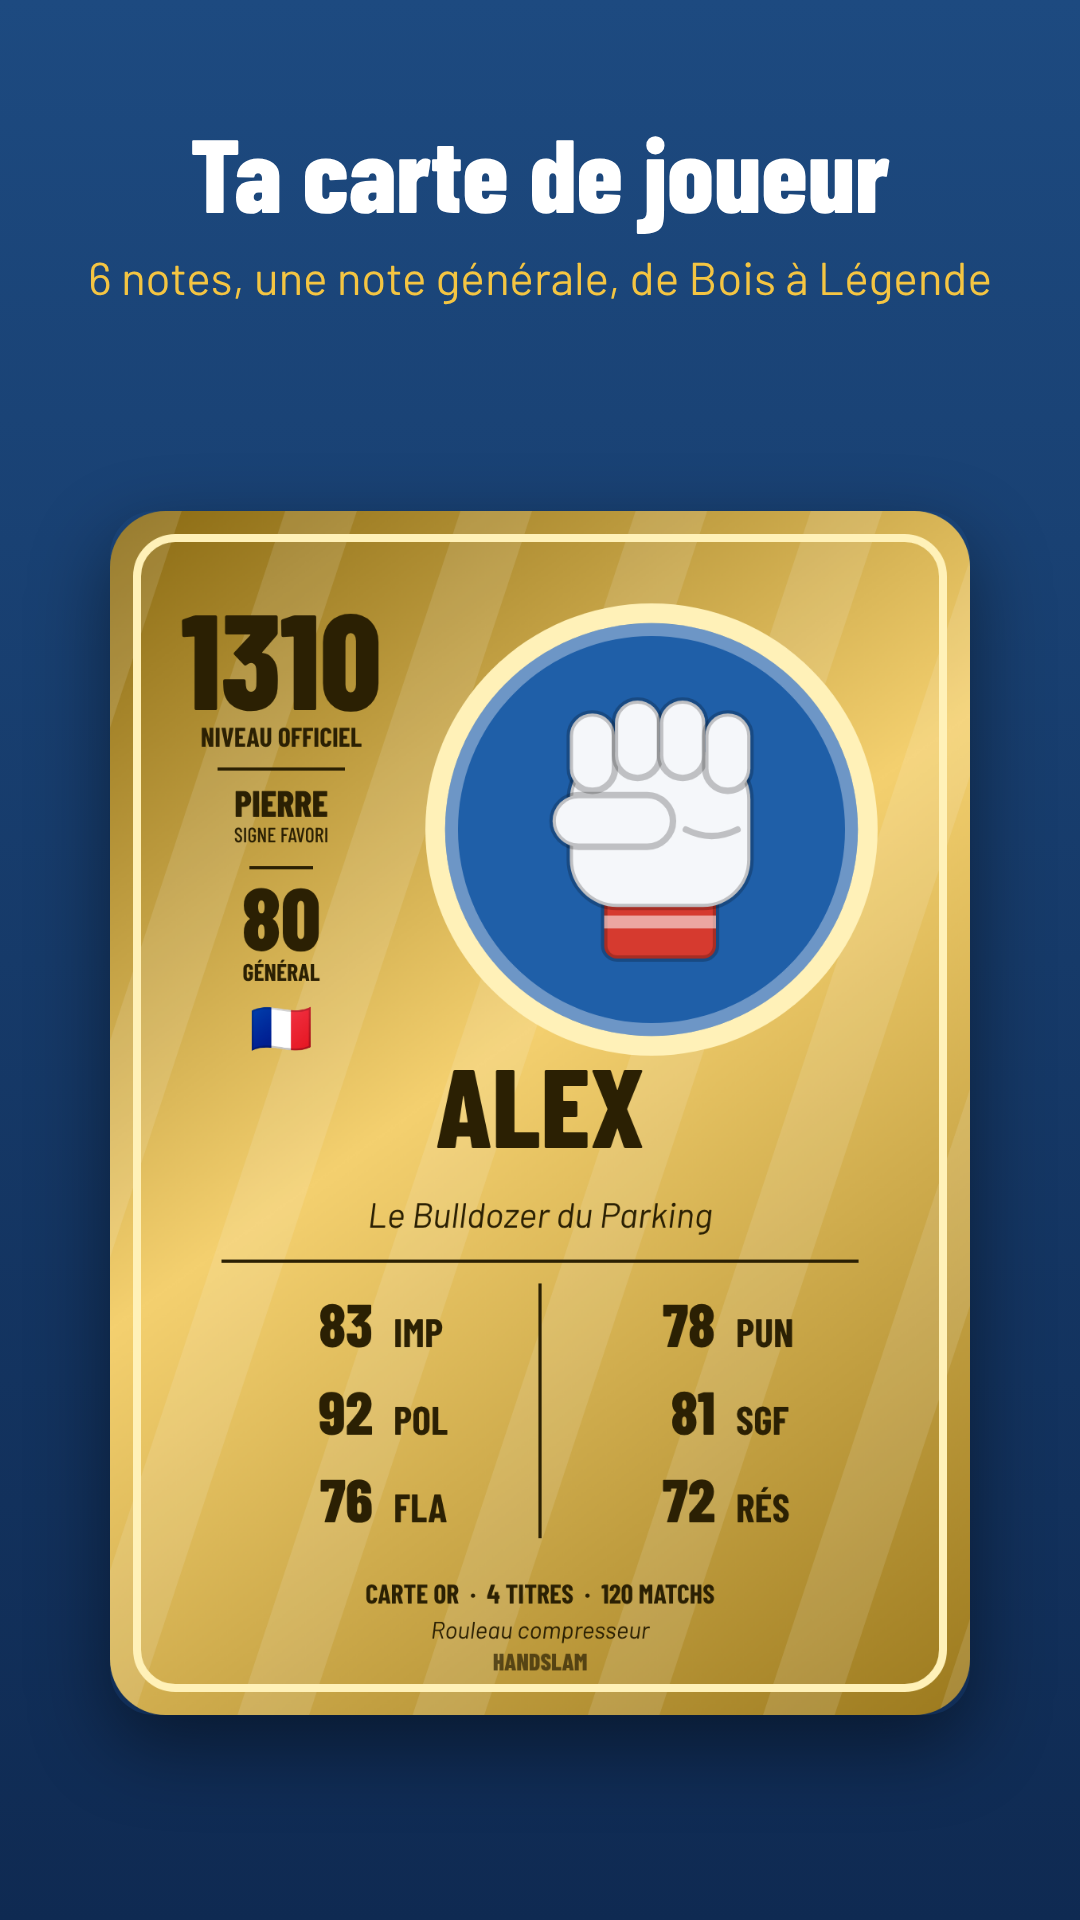 Ta carte de joueur
6 notes, une note générale, de Bois à Légende
1310
NIVEAU OFFICIEL
PIERRE
SIGNE FAVORI
80
GÉNÉRAL
ALEX
Le Bulldozer du Parking
83 IMP
78 PUN
92 POL
81 SGF
76 FLA
72 RÉS
CARTE OR · 4 TITRES · 120 MATCHS
Rouleau compresseur
HANDSLAM